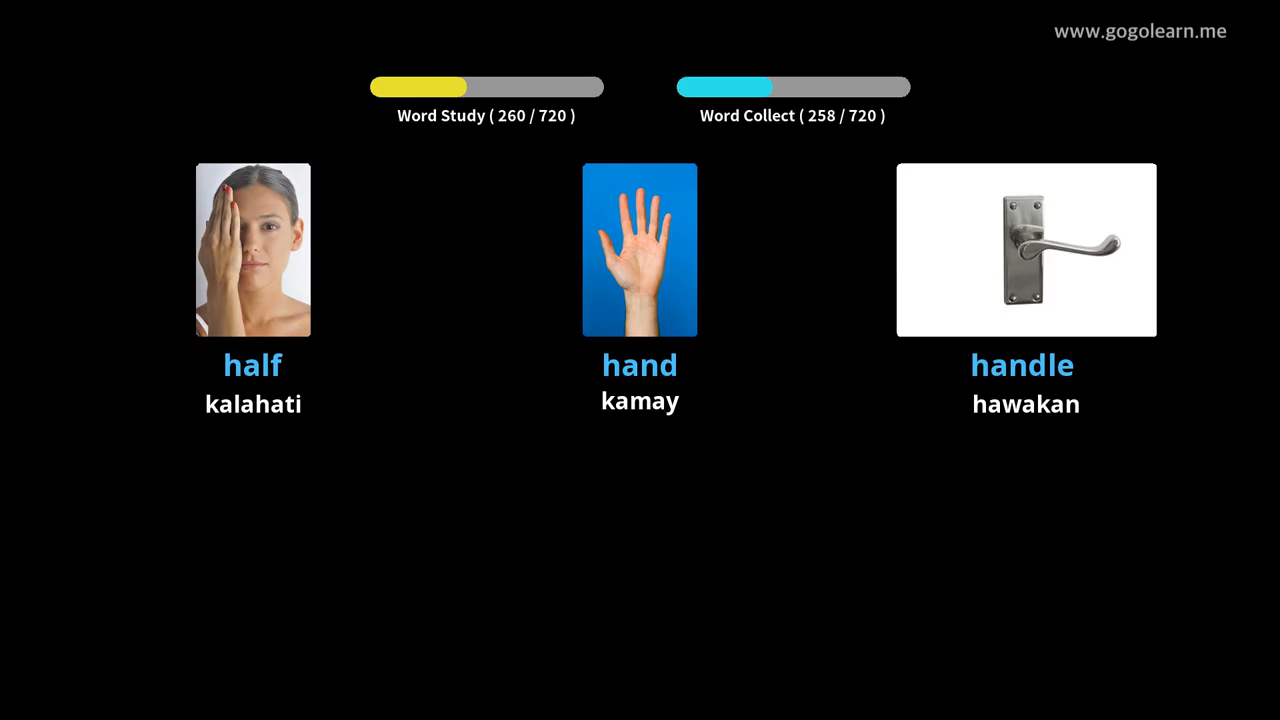 www.gogolearn.me
Word Study ( 260 / 720 )
Word Collect ( 258 / 720 )
half
kalahati
hand
kamay
handle
hawakan